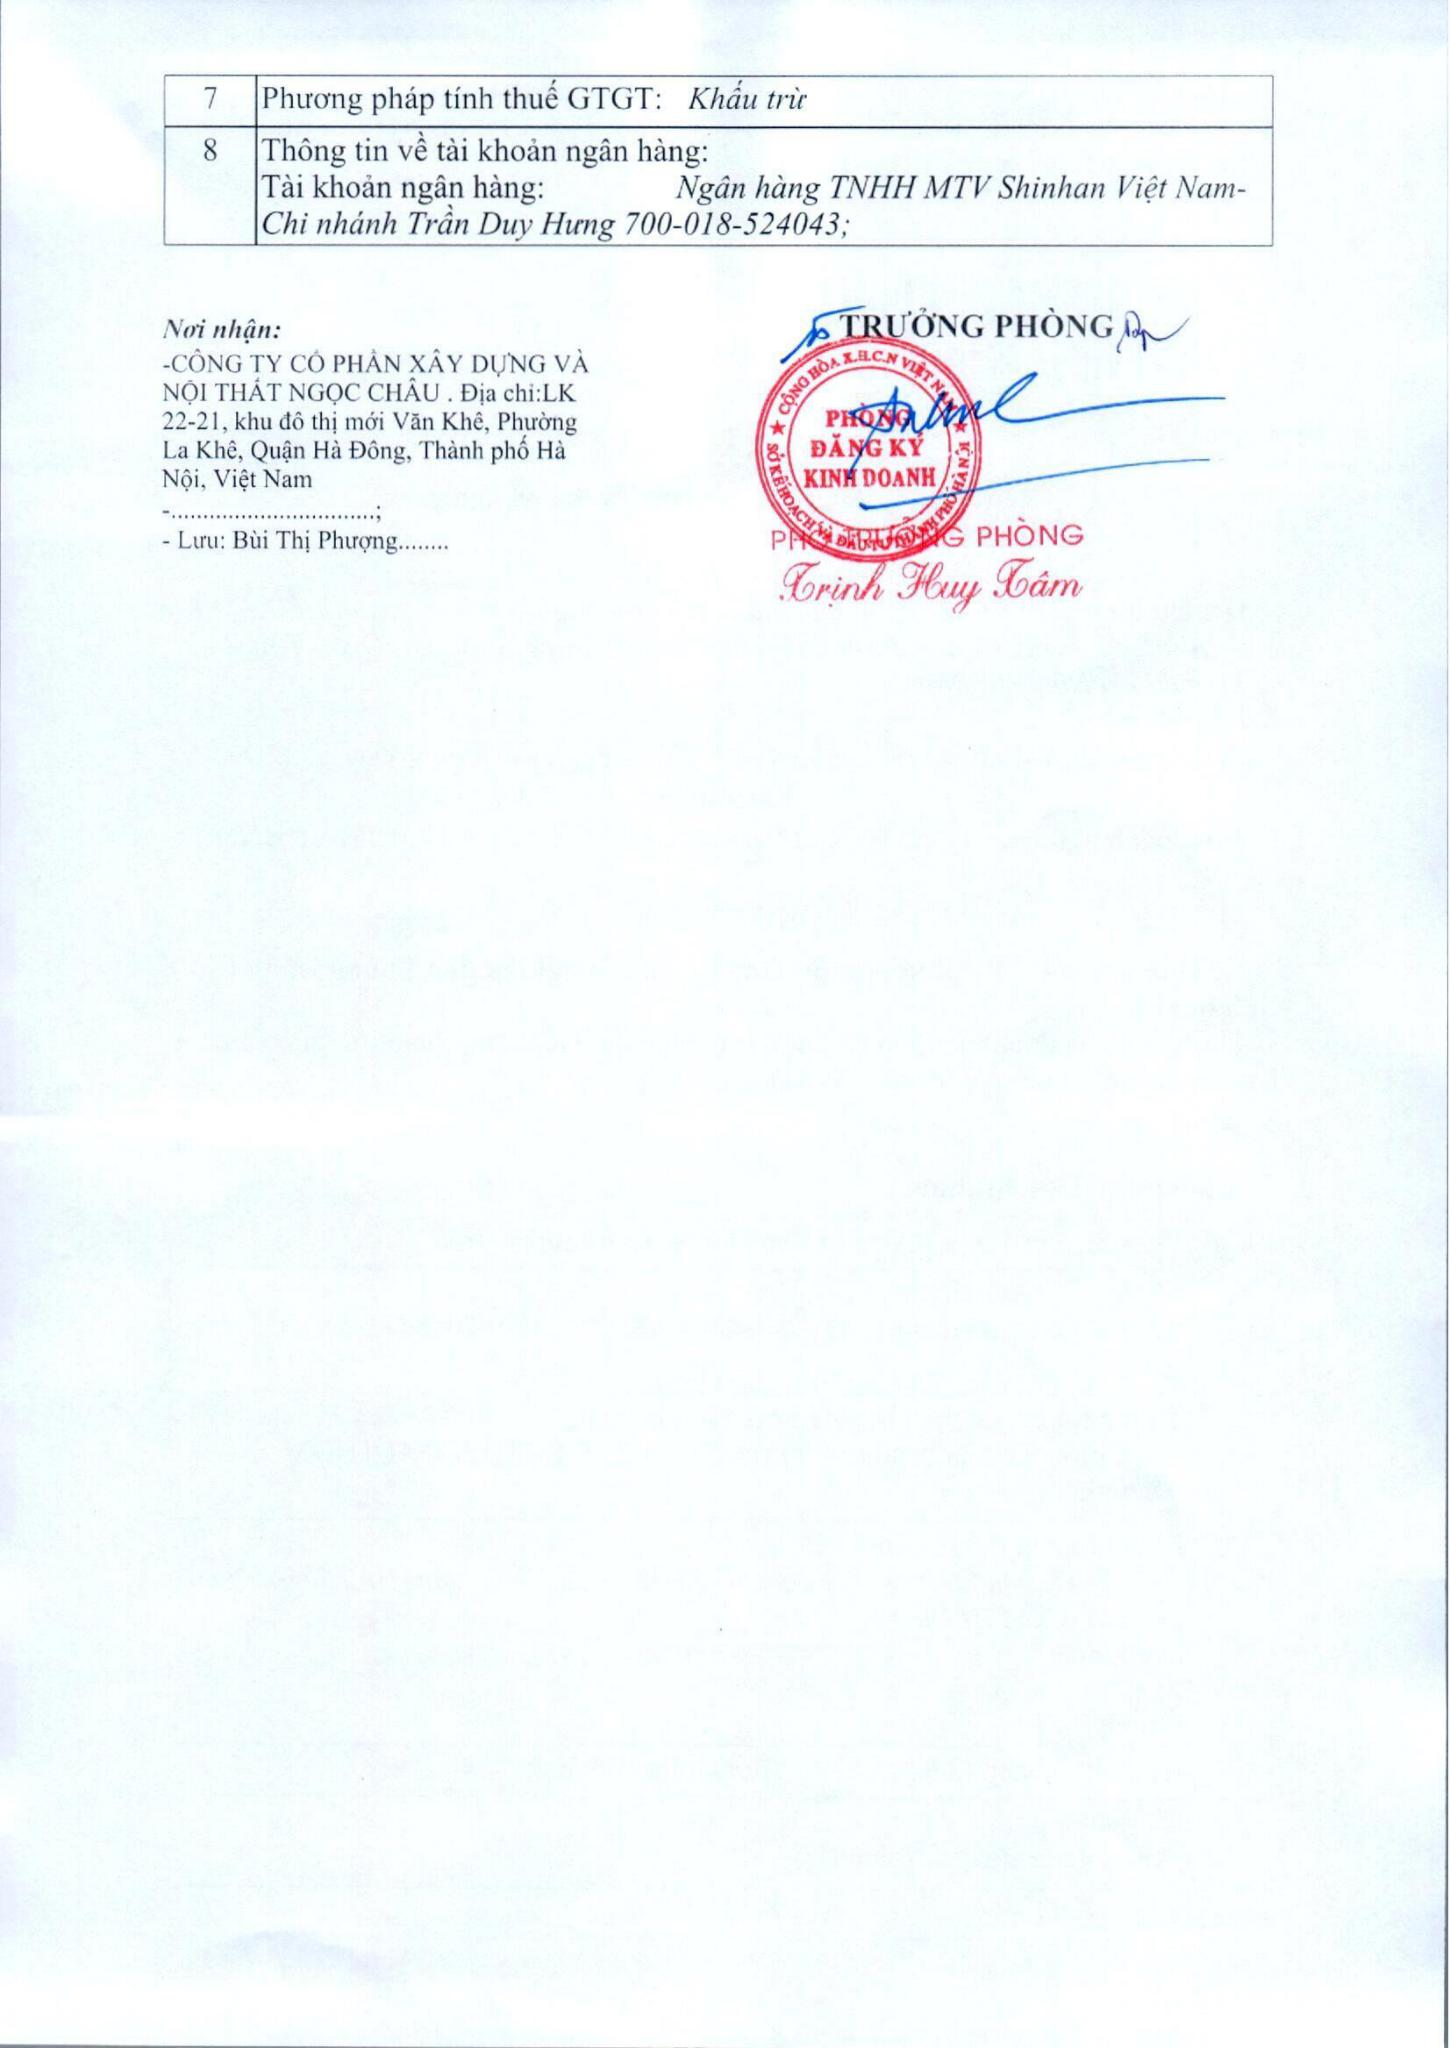 7 Phương pháp tính thuế GTGT: Khấu trừ
8 Thông tin về tài khoản ngân hàng:
Tài khoản ngân hàng: Ngân hàng TNHH MTV Shinhan Việt Nam-
Chi nhánh Trần Duy Hưng 700-018-524043;
Nơi nhận:
-CÔNG TY CỔ PHẦN XÂY DỰNG VÀ
NỘI THẤT NGỌC CHÂU . Địa chỉ:LK
22-21, khu đô thị mới Văn Khê, Phường
La Khê, Quận Hà Đông, Thành phố Hà
Nội, Việt Nam
-................................;
- Lưu: Bùi Thị Phượng........
TRƯỞNG PHÒNG
CỘNG HÒA X.H.C.N VIỆT NAM
PHÒNG
ĐĂNG KÝ
KINH DOANH
SỞ KẾ HOẠCH VÀ ĐẦU TƯ THÀNH PHỐ HÀ NỘI
PHÓ TRƯỞNG PHÒNG
Trịnh Huy Tâm